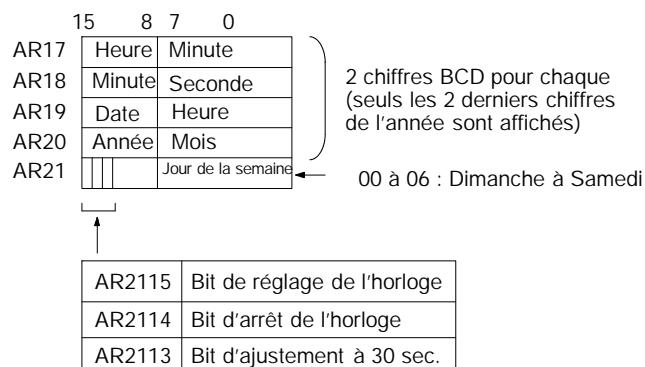 15 8 7 0
AR17 Heure Minute
AR18 Minute Seconde
AR19 Date Heure
AR20 Année Mois
AR21 Jour de la semaine
2 chiffres BCD pour chaque
(seuls les 2 derniers chiffres
de l'année sont affichés)
00 à 06 : Dimanche à Samedi
AR2115 Bit de réglage de l'horloge
AR2114 Bit d'arrêt de l'horloge
AR2113 Bit d'ajustement à 30 sec.